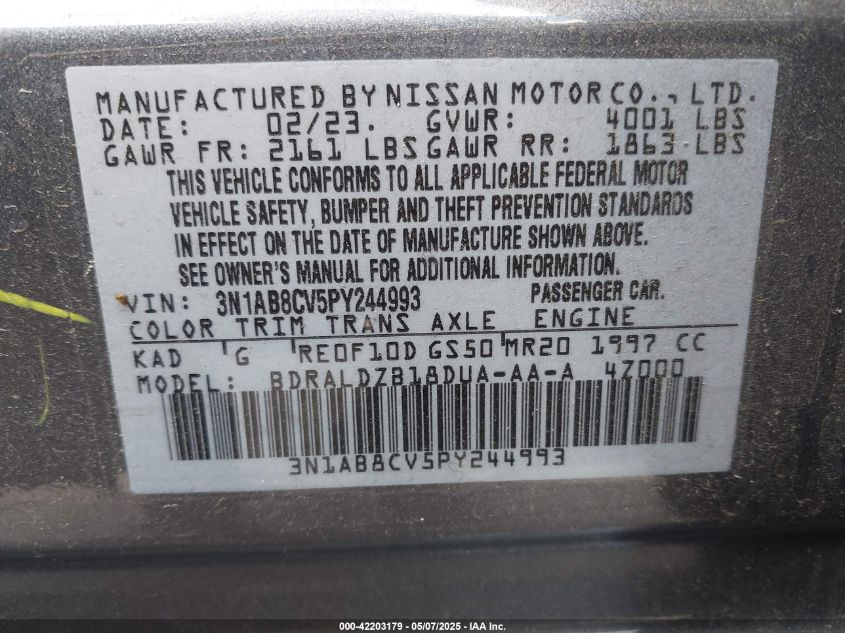 MANUFACTURED BY NISSAN MOTOR CO., LTD.
DATE: 02/23. GVWR: 4001 LBS
GAWR FR: 2161 LBS GAWR RR: 1863 LBS
THIS VEHICLE CONFORMS TO ALL APPLICABLE FEDERAL MOTOR
VEHICLE SAFETY, BUMPER AND THEFT PREVENTION STANDARDS
IN EFFECT ON THE DATE OF MANUFACTURE SHOWN ABOVE.
SEE OWNER'S MANUAL FOR ADDITIONAL INFORMATION.
VIN: 3N1AB8CV5PY244993 PASSENGER CAR.
COLOR TRIM TRANS AXLE ENGINE
KAD G RE0F10D GS50 MR20 1997 CC
MODEL: BDRALDZB18DUA-AA-A 4Z000
3N1AB8CV5PY244993
000-42203179 - 05/07/2025 - IAA Inc.